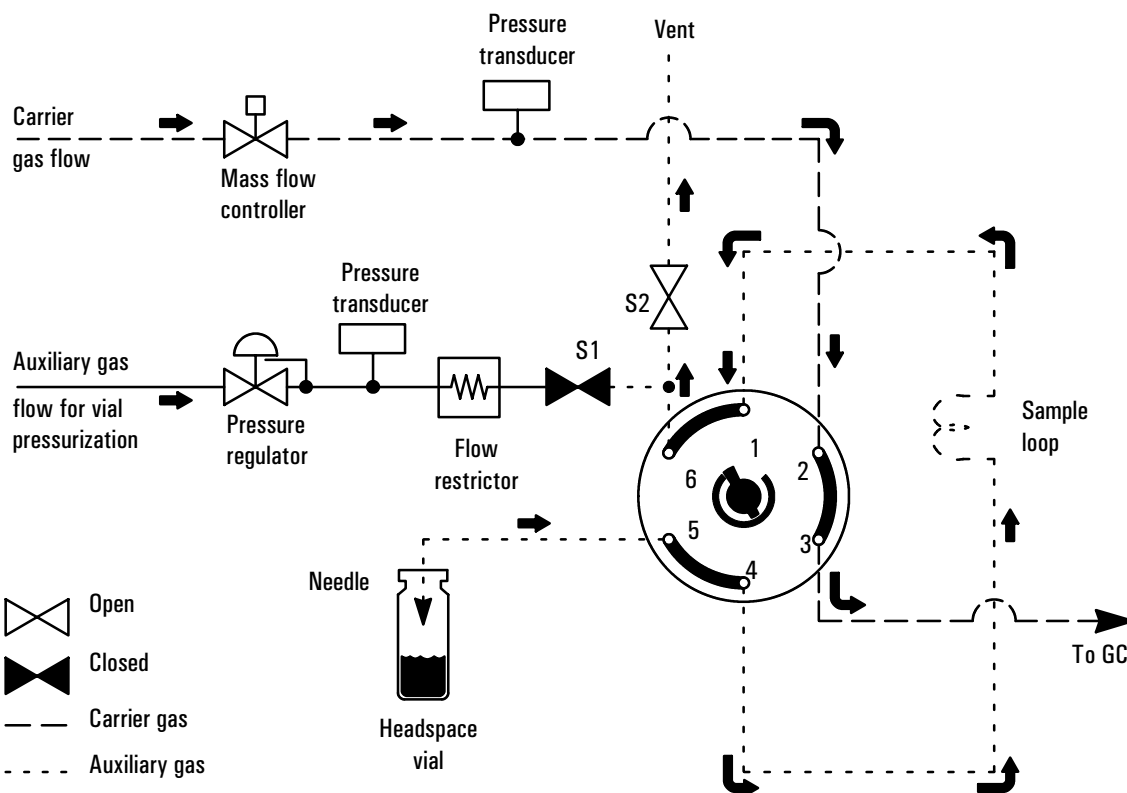 Pressure
transducer
Vent
Carrier
gas flow
Mass flow
controller
Pressure
transducer
S2
S1
Auxiliary gas
flow for vial
pressurization
Pressure
regulator
Flow
restrictor
Sample
loop
1
2
6
5
3
4
Needle
Open
Closed
To GC
Carrier gas
Headspace
vial
Auxiliary gas